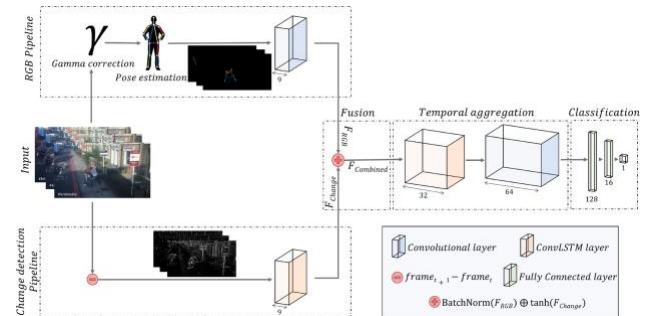 RGB Pipeline
γ
Gamma correction
Pose estimation
9
Fusion
Temporal aggregation
Classification
Input
F_RGB
F_Combined
F_Change
32
64
128
16
1
Change detection
Pipeline
9
Convolutional layer
ConvLSTM layer
frame_{t+1} − frame_t
Fully Connected layer
BatchNorm(F_RGB) ⊕ tanh(F_Change)